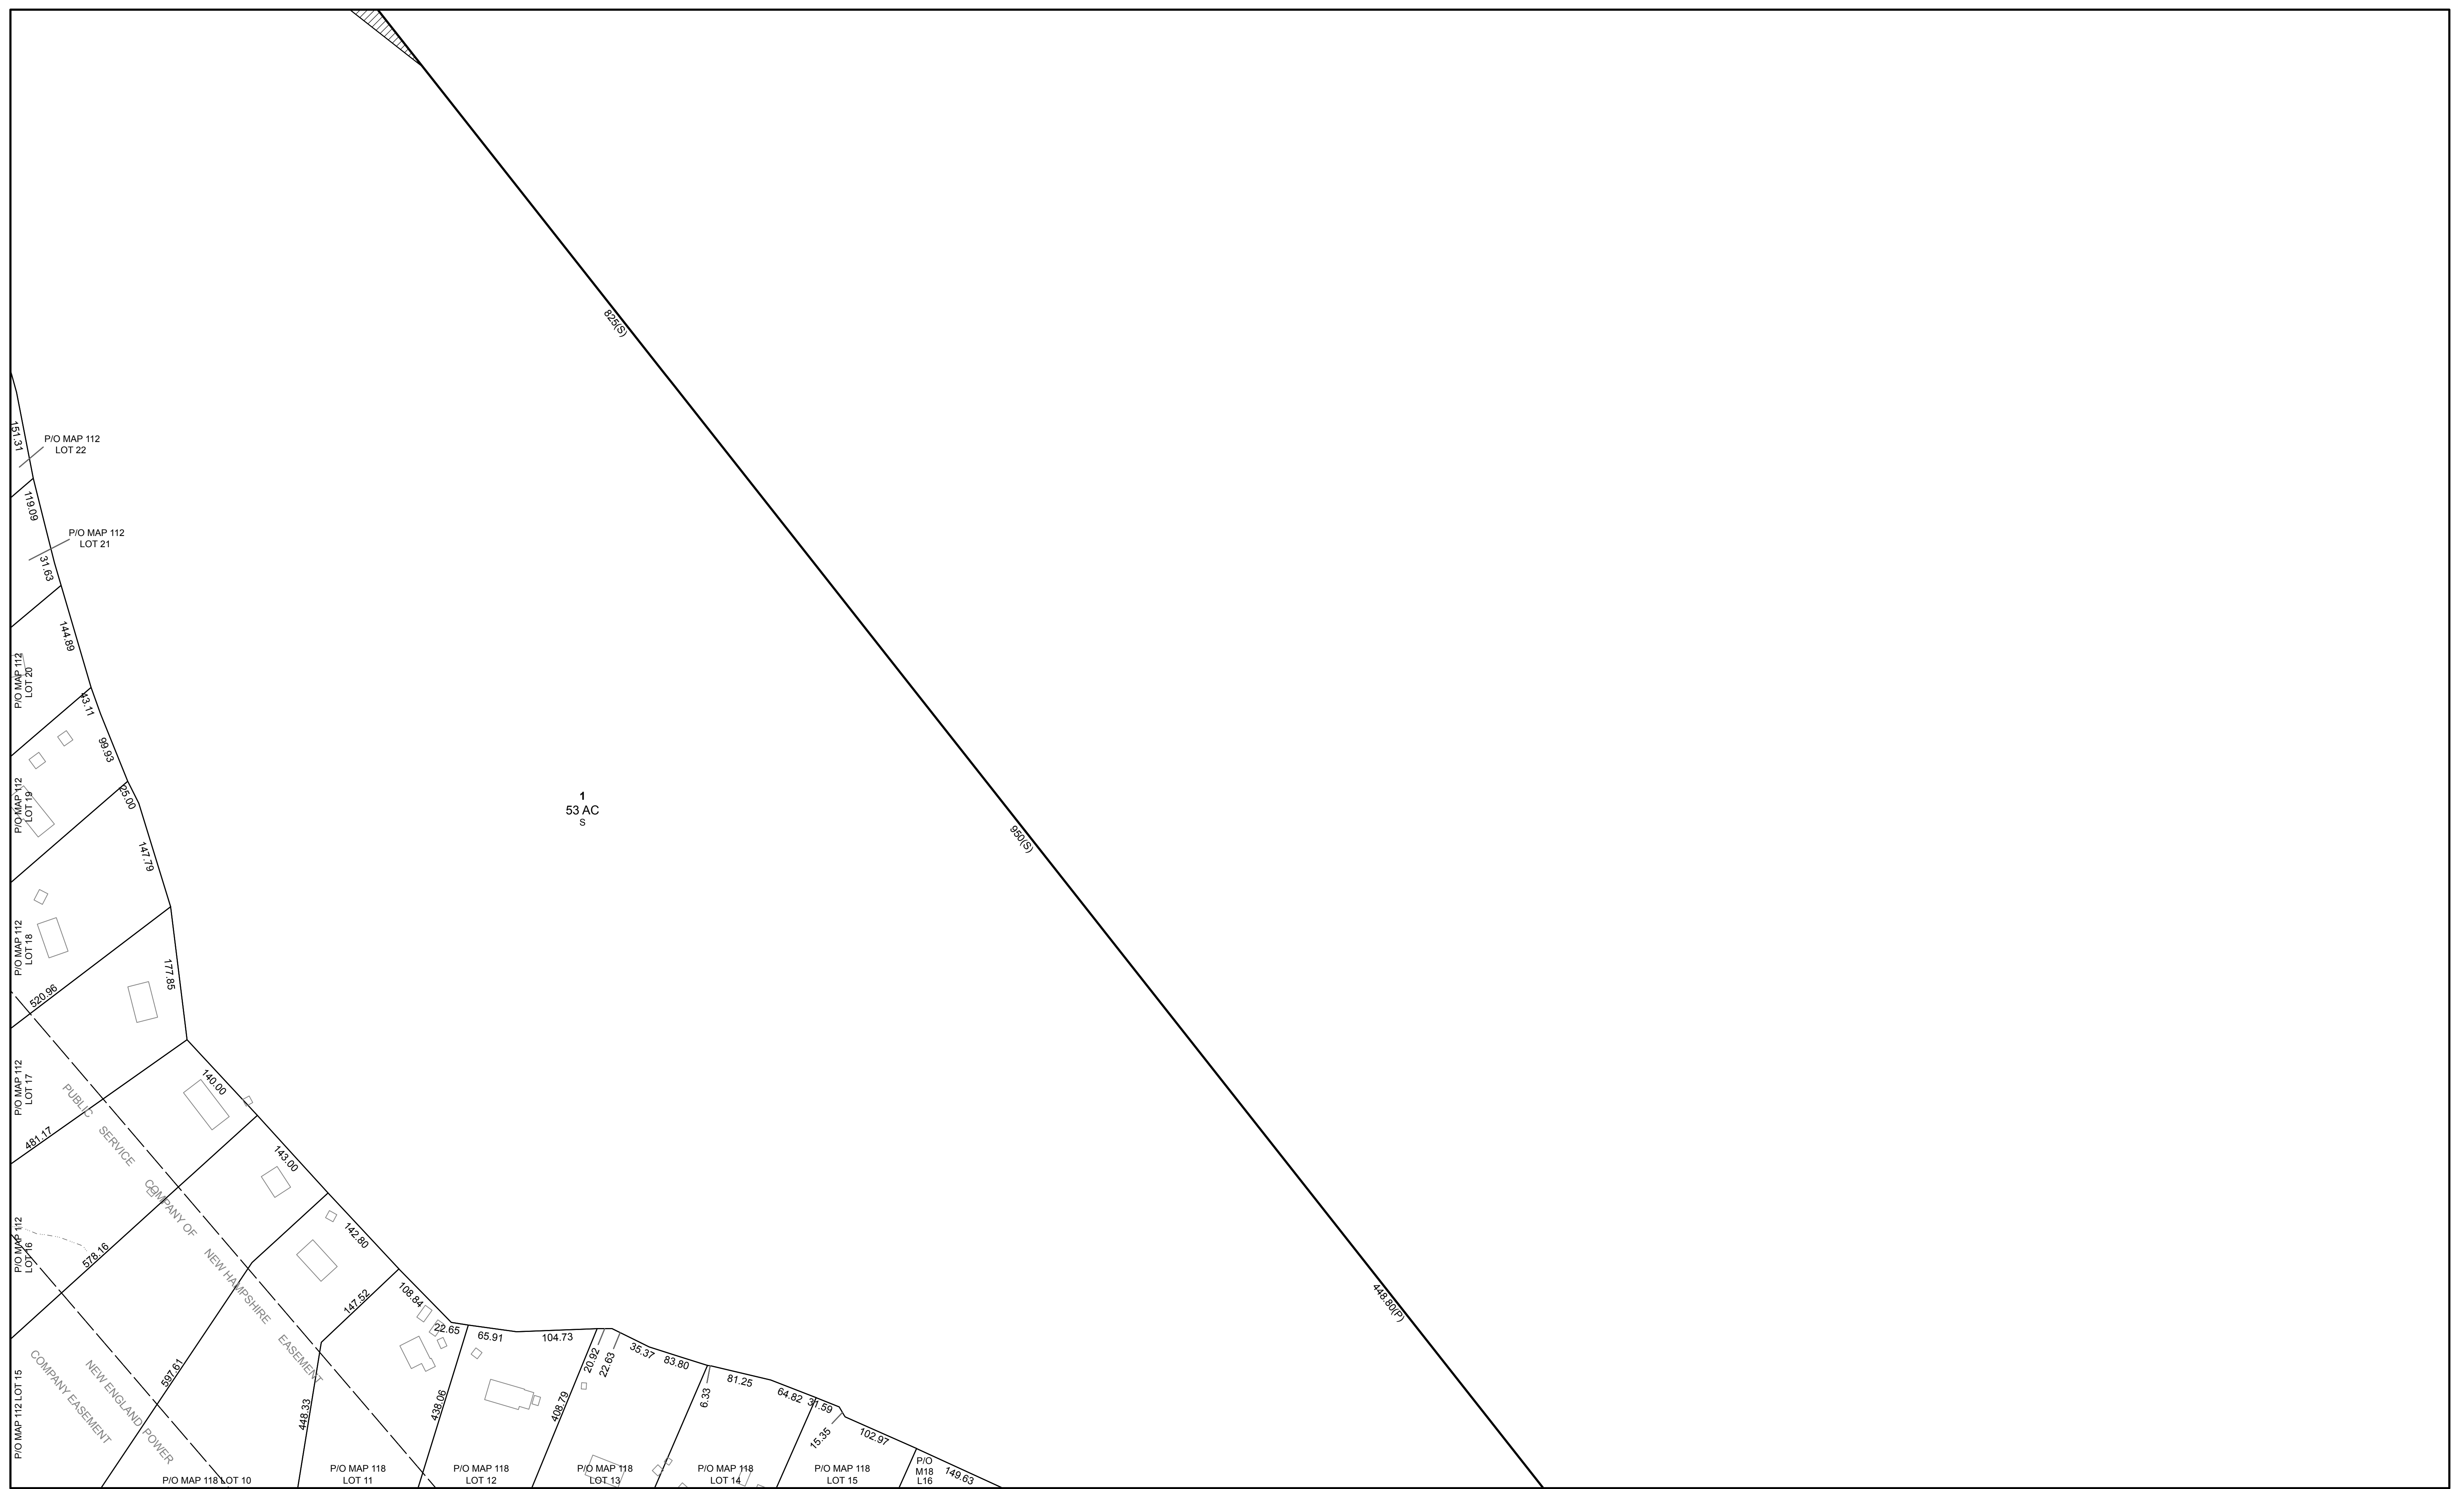 825(S)
151.31
P/O MAP 112
LOT 22
119.09
P/O MAP 112
LOT 21
31.63
144.89
P/O MAP 112
LOT 20
43.11
99.93
P/O MAP 112
LOT 19
25.00
1
53 AC
S
950(S)
147.79
P/O MAP 112
LOT 18
177.85
520.96
P/O MAP 112
LOT 17
140.00
481.17
143.00
PUBLIC SERVICE COMPANY OF NEW HAMPSHIRE EASEMENT
P/O MAP 112
LOT 16
578.16
142.80
147.52
108.84
448.80(P)
22.65
65.91
104.73
20.92
22.63
35.37
83.80
6.33
81.25
64.82
31.59
15.35
102.97
149.63
597.61
448.33
438.06
408.79
NEW ENGLAND POWER
COMPANY EASEMENT
P/O MAP 112 LOT 15
P/O MAP 118 LOT 10
P/O MAP 118
LOT 11
P/O MAP 118
LOT 12
P/O MAP 118
LOT 13
P/O MAP 118
LOT 14
P/O MAP 118
LOT 15
P/O
M18
L16